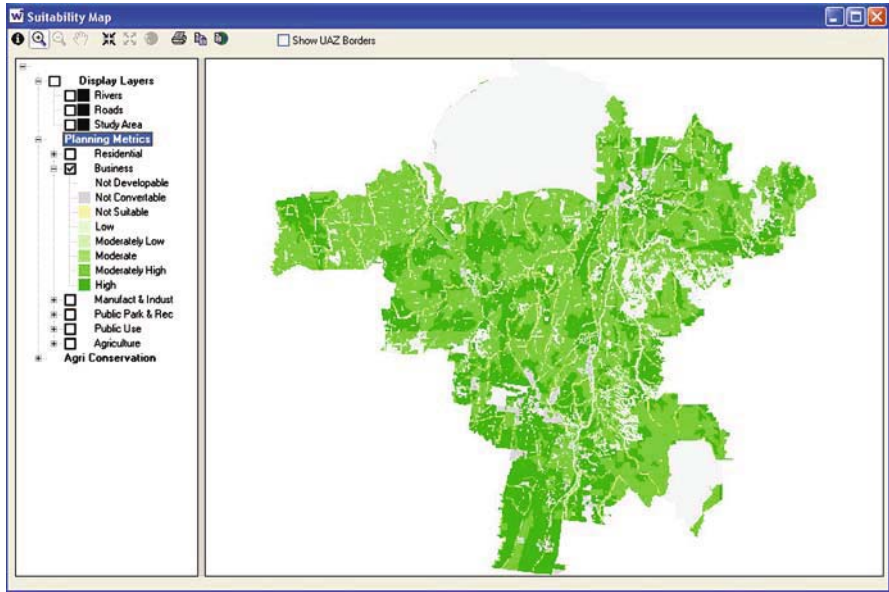 Suitability Map
Show UAZ Borders
Display Layers
Rivers
Roads
Study Area
Planning Metrics
Residential
Business
Not Developable
Not Convertable
Not Suitable
Low
Moderately Low
Moderate
Moderately High
High
Manufact & Indust
Public Park & Rec
Public Use
Agriculture
Agri Conservation